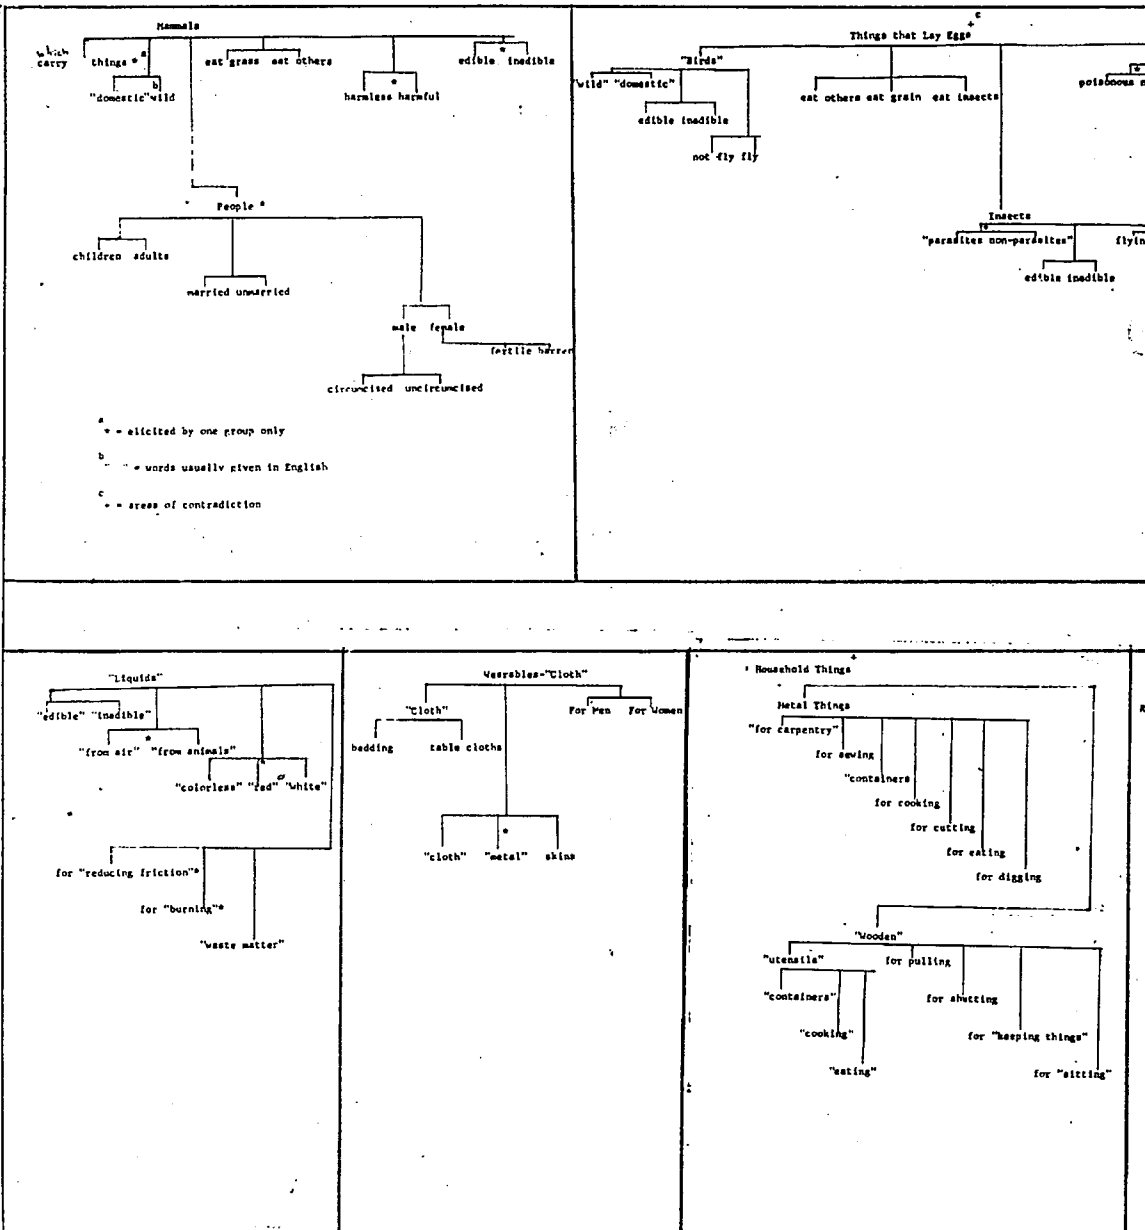 Mammals
which
carry things * a
eat grass eat others
edible * inedible
"domestic" wild b
harmless * harmful
People *
children adults
married unmarried
male female
fertile barren
circumcised uncircumcised
a
* = elicited by one group only
b
" " = words usually given in English
c
* = areas of contradiction
+ c
Things that Lay Eggs
"Birds"
"wild" "domestic"
edible inedible
not fly fly
eat others eat grain eat insects
*
poisonous
Insects
*
"parasites non-parasites"
edible inedible
"Liquids"
"edible" "inedible"
*
"from air" "from animals"
"colorless" "red" "white"
for "reducing friction"*
for "burning"*
"waste matter"
Wearables-"Cloth"
"Cloth"
For Men For Women
bedding table cloths
*
"cloth" "metal" skins
+
Household Things
Metal Things
"for carpentry"
for sewing
"containers
for cooking
for cutting
for eating
for digging
"Wooden"
"utensils"
for pulling
"containers"
for shutting
"cooking"
for "keeping things"
"eating"
for "sitting"